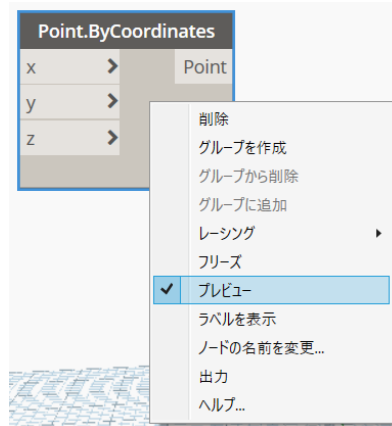 Point.ByCoordinates
x > Point
y >
z >
削除
グループを作成
グループから削除
グループに追加
レーシング
フリーズ
プレビュー
ラベルを表示
ノードの名前を変更...
出力
ヘルプ...